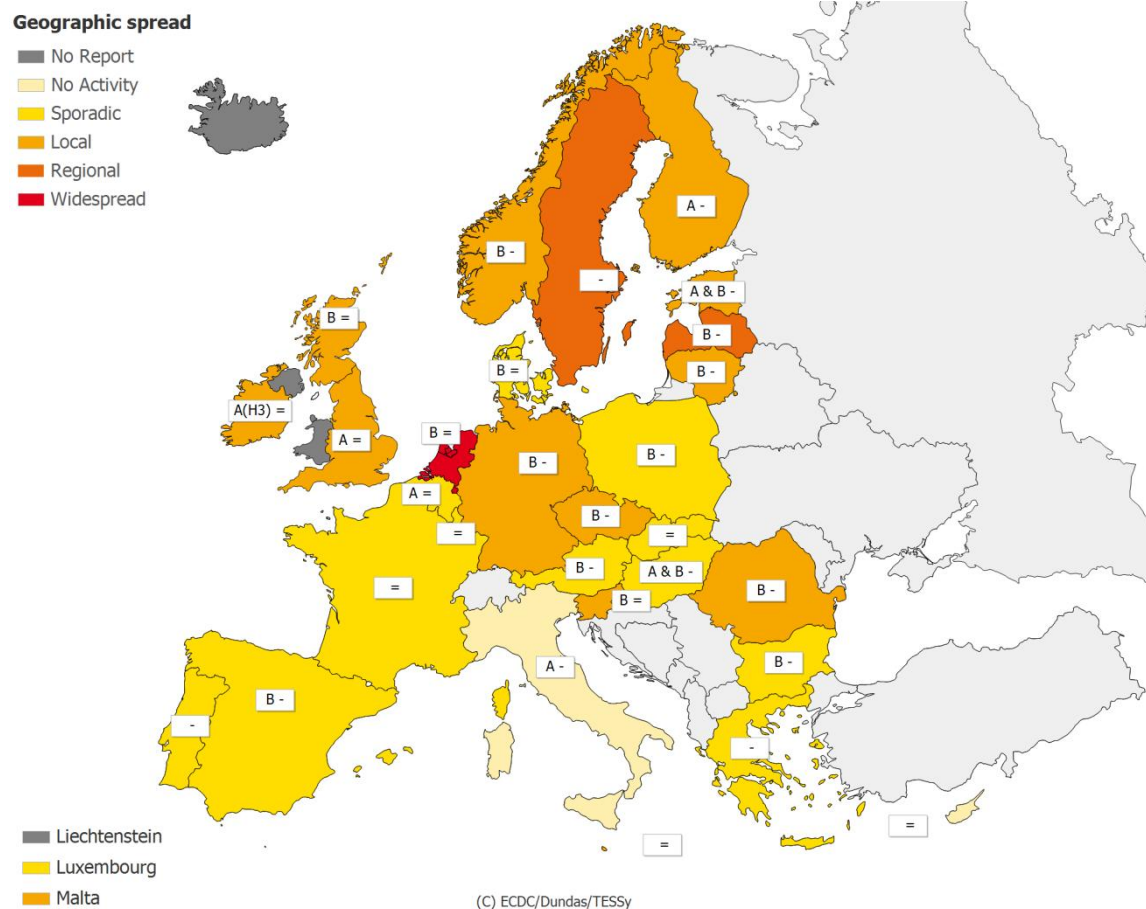 Geographic spread
No Report
No Activity
Sporadic
Local
Regional
Widespread
A -
B -
-
A & B -
B =
B -
B -
B =
A(H3) =
A =
B =
B -
B -
A =
B -
=
=
B -
A & B -
=
B =
B -
A -
B -
B -
-
-
=
=
Liechtenstein
Luxembourg
Malta
(C) ECDC/Dundas/TESSy